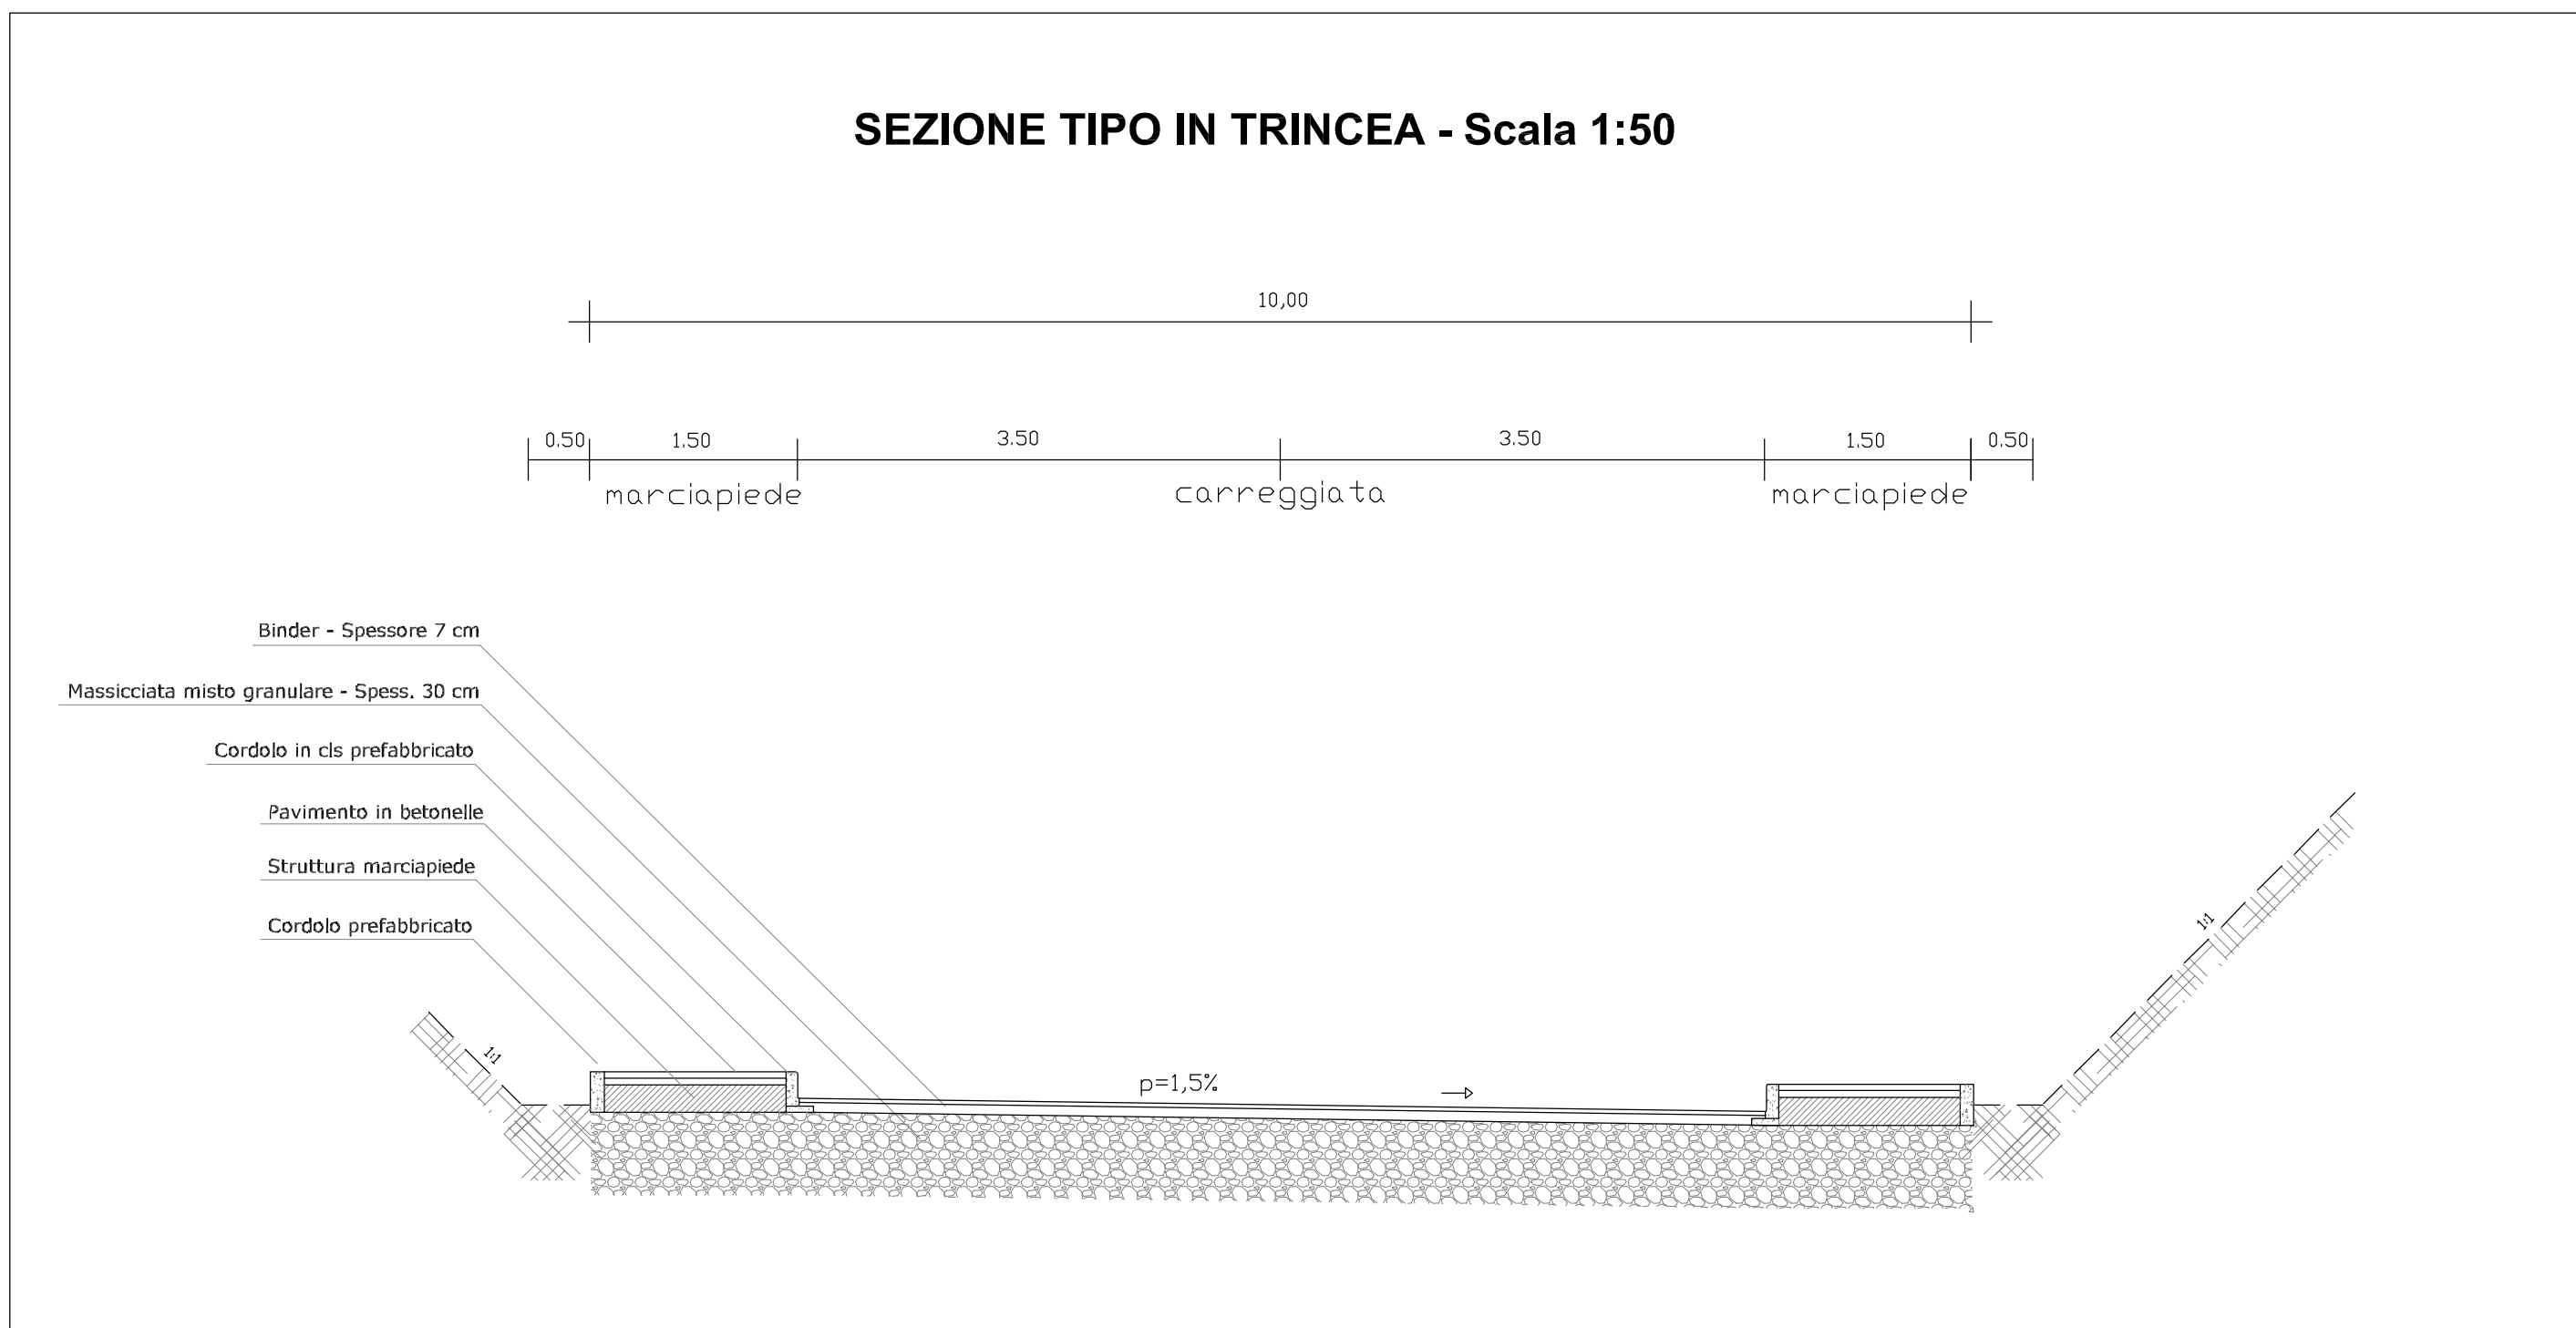 SEZIONE TIPO IN TRINCEA - Scala 1:50
10,00
0.50 1.50 3.50 3.50 1.50 0.50
marciapiede carreggiata marciapiede
Binder - Spessore 7 cm
Massicciata misto granulare - Spess. 30 cm
Cordolo in cls prefabbricato
Pavimento in betonelle
Struttura marciapiede
Cordolo prefabbricato
1:1
1:1
p=1,5%